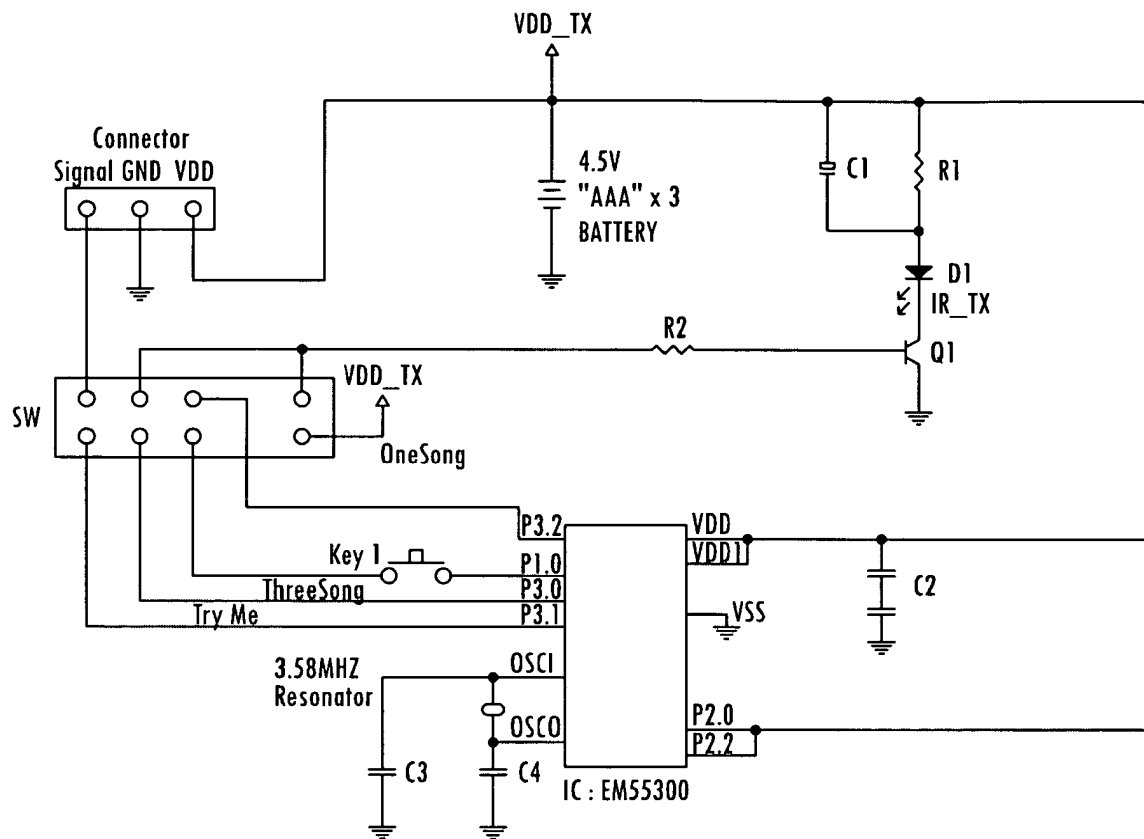 VDD_TX
Connector
Signal GND VDD
4.5V
"AAA" x 3
BATTERY
C1
R1
D1
IR_TX
R2
Q1
VDD_TX
SW
OneSong
P3.2
VDD
VDD1
Key 1
P1.0
ThreeSong
P3.0
C2
Try Me
P3.1
VSS
3.58MHZ
Resonator
OSCI
OSCO
P2.0
P2.2
C3
C4
IC : EM55300